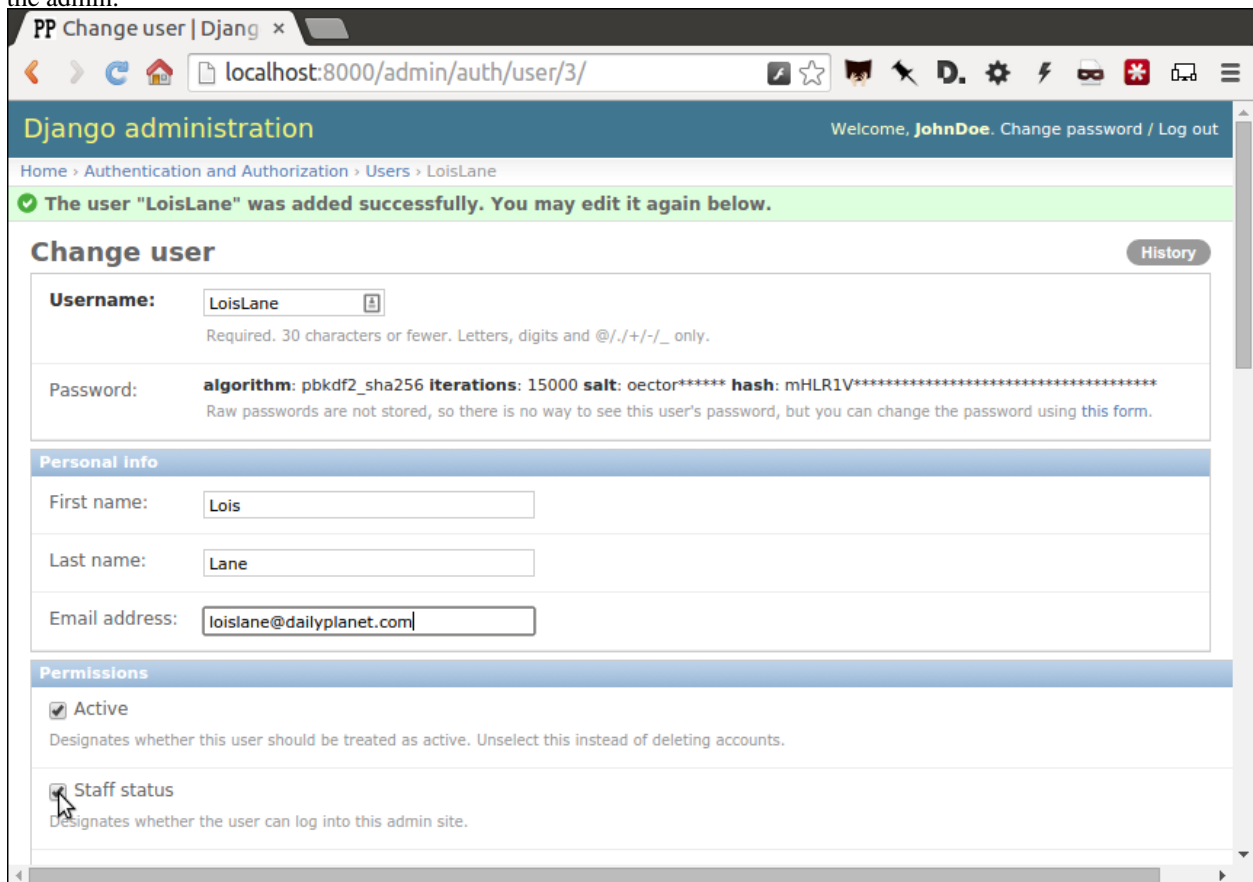 the admin.
PP Change user | Djang ×
localhost:8000/admin/auth/user/3/
D.
Django administration
Welcome, JohnDoe. Change password / Log out
Home › Authentication and Authorization › Users › LoisLane
The user "LoisLane" was added successfully. You may edit it again below.
Change user
History
Username: LoisLane
Required. 30 characters or fewer. Letters, digits and @/./+/-/_ only.
Password: algorithm: pbkdf2_sha256 iterations: 15000 salt: oector****** hash: mHLR1V**************************************
Raw passwords are not stored, so there is no way to see this user's password, but you can change the password using this form.
Personal info
First name: Lois
Last name: Lane
Email address: loislane@dailyplanet.com
Permissions
Active
Designates whether this user should be treated as active. Unselect this instead of deleting accounts.
Staff status
Designates whether the user can log into this admin site.